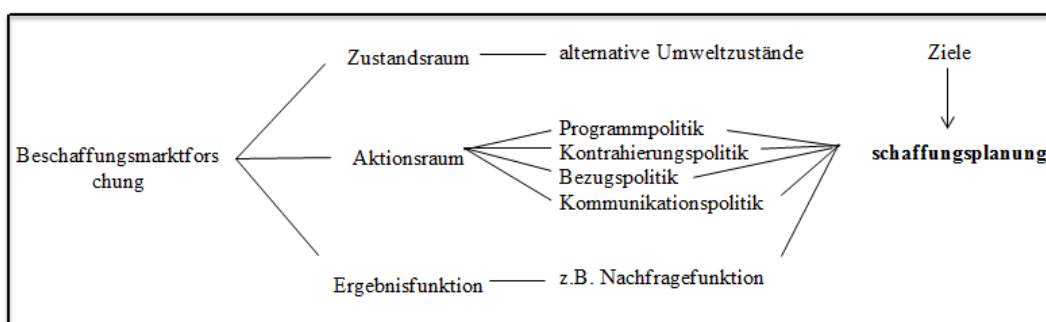 Zustandsraum
alternative Umweltzustände
Ziele
Beschaffungsmarktfors
chung
Aktionsraum
Programmpolitik
Kontrahierungspolitik
Bezugspolitik
Kommunikationspolitik
schaffungsplanung
Ergebnisfunktion
z.B. Nachfragefunktion